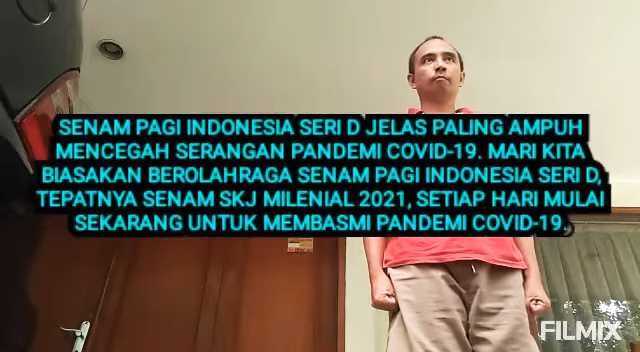 SENAM PAGI INDONESIA SERI D JELAS PALING AMPUH
MENCEGAH SERANGAN PANDEMI COVID-19. MARI KITA
BIASAKAN BEROLAHRAGA SENAM PAGI INDONESIA SERI D,
TEPATNYA SENAM SKJ MILENIAL 2021, SETIAP HARI MULAI
SEKARANG UNTUK MEMBASMI PANDEMI COVID-19.
FILMIX